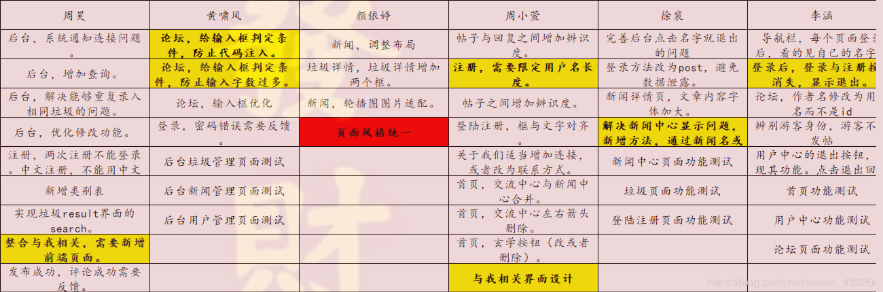 周昊 黄啸风 颜依婷 周小萱 徐装 李涵
后台，系统通知连接问题。 论坛，给输入框判定条件，防止代码注入。 新闻，调整布局 帖子与回复之间增加辨识度。 完善后台点击名字就退出的问题 导航栏，每个页面登录后，看的见自己的名字
后台，增加查询。 论坛，给输入框判定条件，防止输入字数过多。 垃圾详情，垃圾详情增加两个框。 注册，需要限定用户名长度。 登录方法改为post，避免数据泄露。 登录后，登录与注册按 消失，显示退出。
后台，解决能够重复录入相同垃圾的问题。 论坛，输入框优化 新闻，轮播图图片适配。 帖子之间增加辨识度。 新闻详情页，文章内容字体加大。 论坛，作者名修改为用 名而不是id
后台，优化修改功能。 登录，密码错误需要反馈。 页面风格统一 登陆注册，框与文字对齐。 解决新闻中心显示问题，新增方法，通过新闻名或 辨别游客身份，游客不 发帖
注册，两次注册不能登录。中文注册，不能用中文 后台垃圾管理页面测试 关于我们适当增加连接，或者改为联系方式。 新闻中心页面功能测试 用户中心的退出按钮， 现其功能。点击退出回
新增类别表 后台新闻管理页面测试 首页，交流中心与新闻中心合并。 垃圾页面功能测试 首页功能测试
实现垃圾result界面的search。 后台用户管理页面测试 首页，交流中心左右箭头删除。 登陆注册页面功能测试 用户中心功能测试
整合与我相关，需要新增前端页面。 首页，玄学按钮（改或者删除）。 论坛页面功能测试
发布成功，评论成功需要反馈。 与我相关界面设计